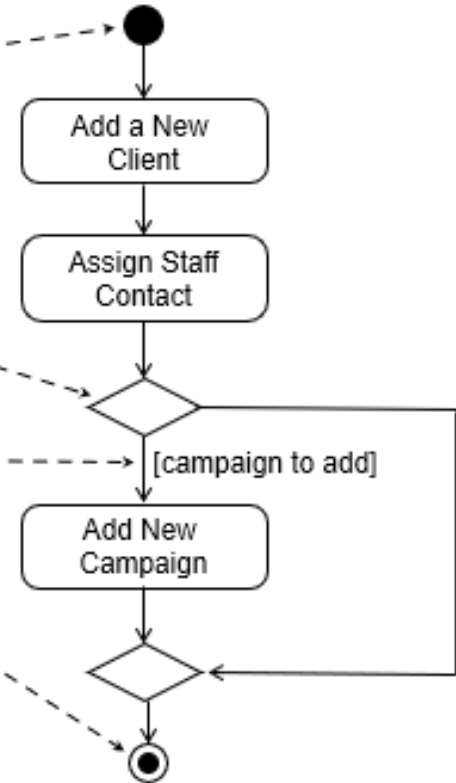 Add a New
Client
Assign Staff
Contact
[campaign to add]
Add New
Campaign